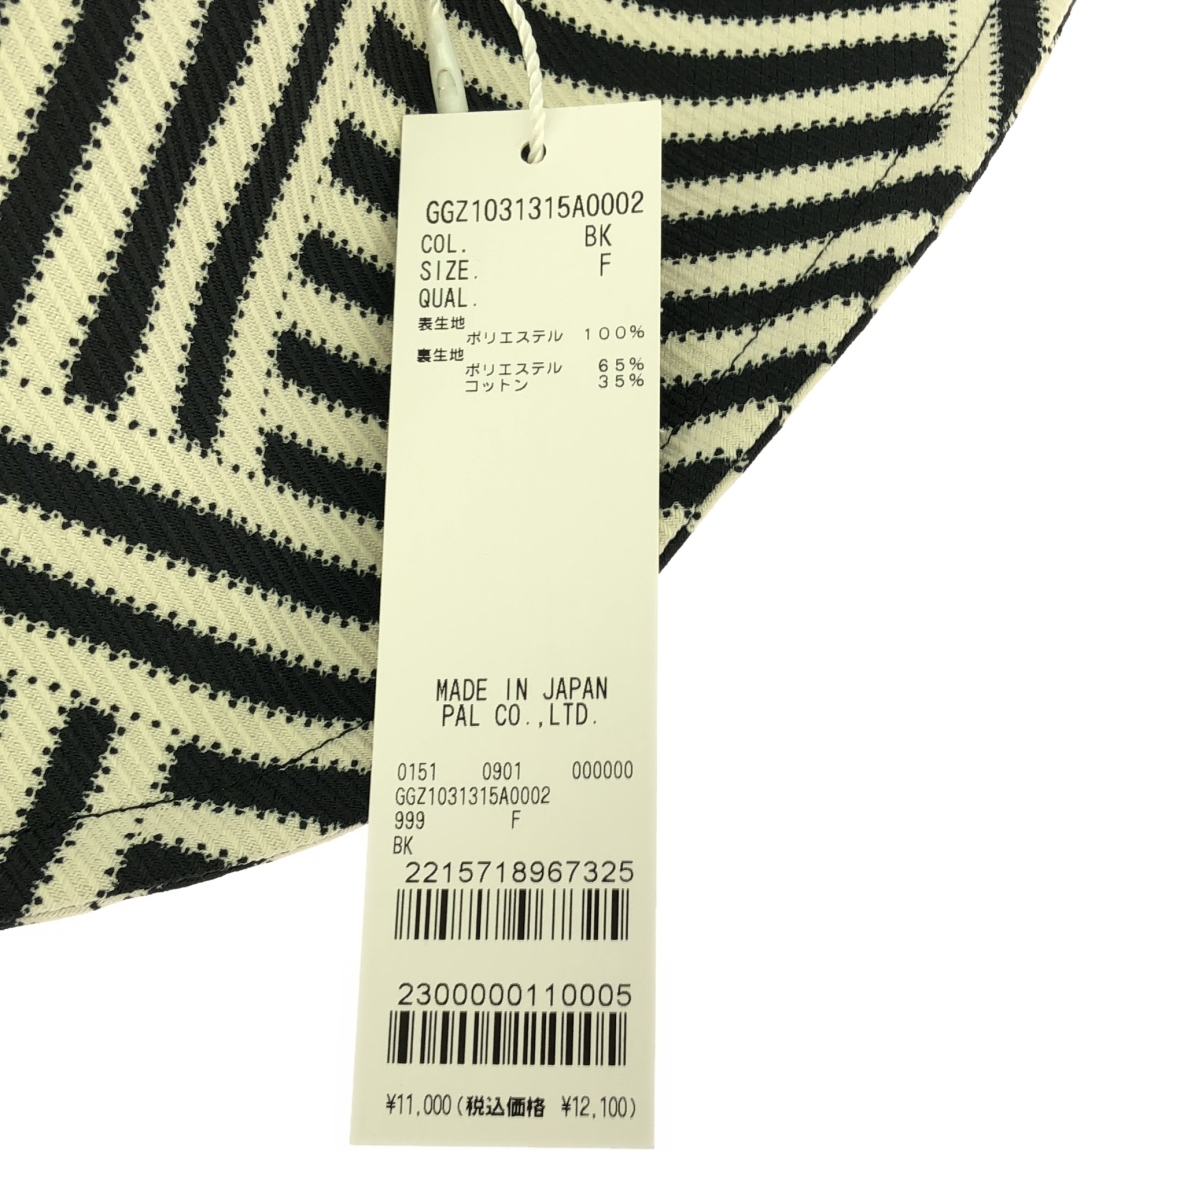 GGZ1031315A0002
COL. BK
SIZE. F
QUAL.
表生地
ポリエステル 100%
裏生地
ポリエステル 65%
コットン 35%
MADE IN JAPAN
PAL CO.,LTD.
0151 0901 000000
GGZ1031315A0002
999 F
BK
2215718967325
2300000110005
¥11,000(税込価格 ¥12,100)